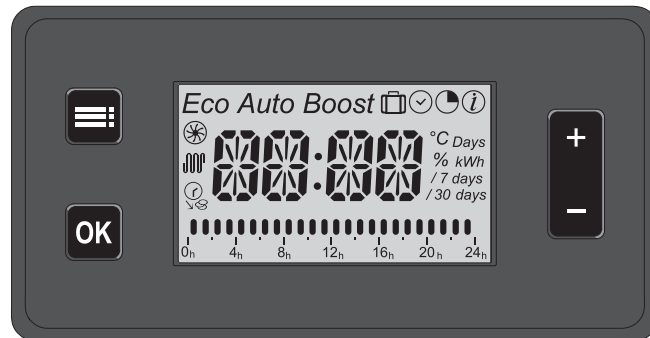 Eco Auto Boost i
°C Days
% kWh
/ 7 days
/ 30 days
OK
+
−
0h 4h 8h 12h 16h 20h 24h